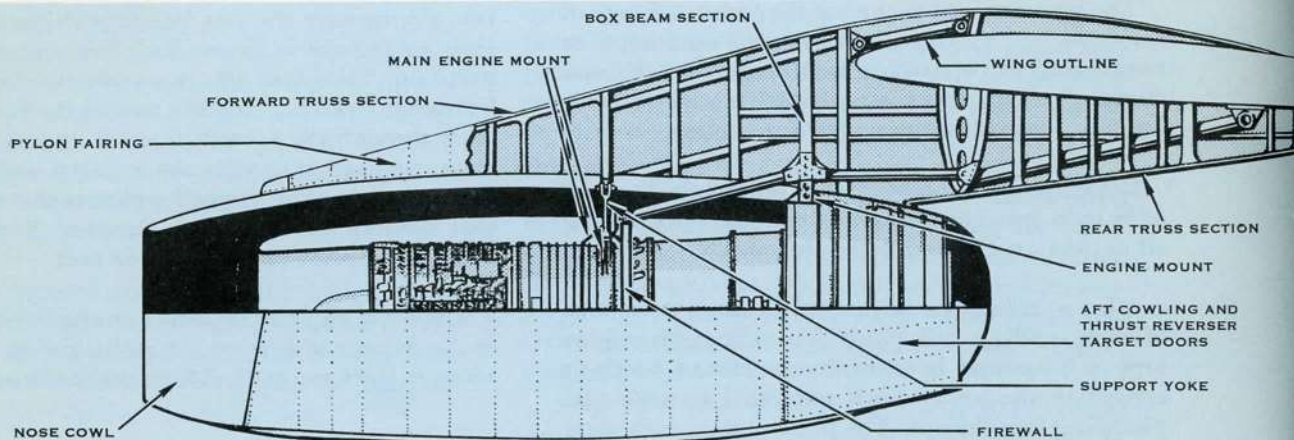 BOX BEAM SECTION
MAIN ENGINE MOUNT
WING OUTLINE
FORWARD TRUSS SECTION
PYLON FAIRING
REAR TRUSS SECTION
ENGINE MOUNT
AFT COWLING AND
THRUST REVERSER
TARGET DOORS
SUPPORT YOKE
NOSE COWL
FIREWALL